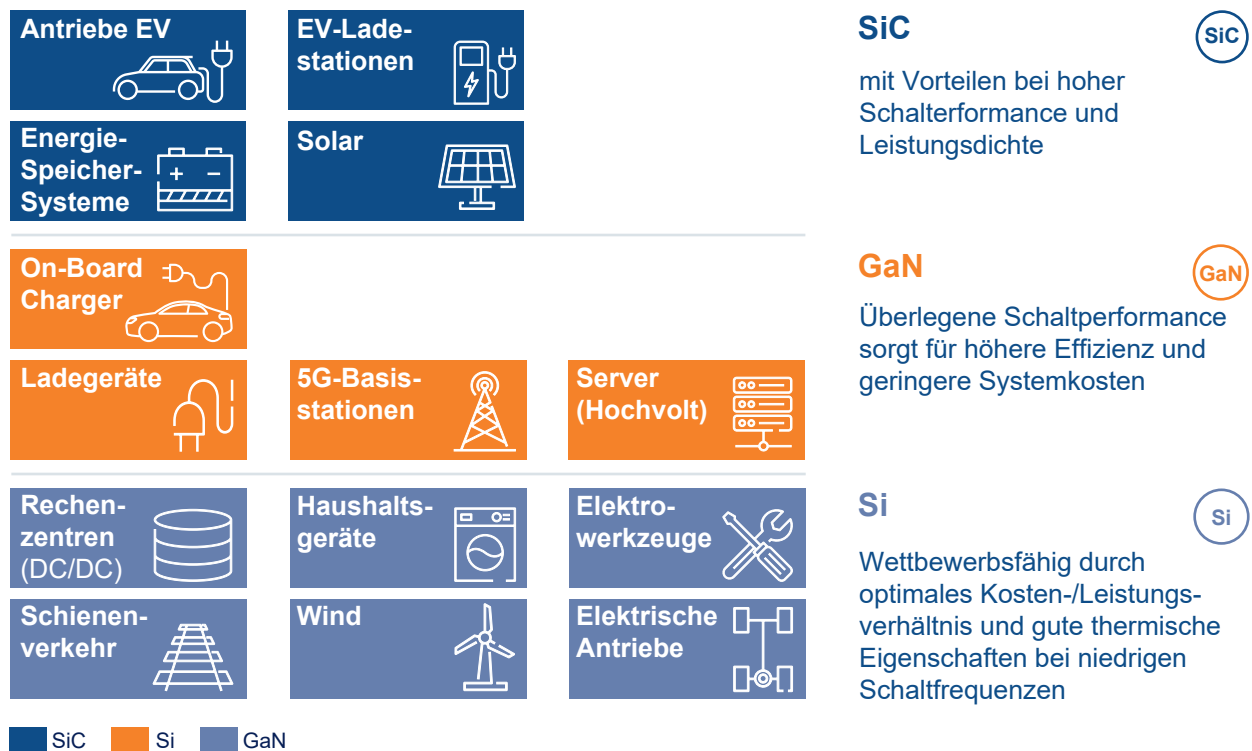 Antriebe EV
EV-Lade-
stationen
Energie-
Speicher-
Systeme
+ −
Solar
SiC
SiC
mit Vorteilen bei hoher
Schalterformance und
Leistungsdichte
On-Board
Charger
Ladegeräte
5G-Basis-
stationen
Server
(Hochvolt)
GaN
GaN
Überlegene Schaltperformance
sorgt für höhere Effizienz und
geringere Systemkosten
Rechen-
zentren
(DC/DC)
Haushalts-
geräte
Elektro-
werkzeuge
Schienen-
verkehr
Wind
Elektrische
Antriebe
Si
Si
Wettbewerbsfähig durch
optimales Kosten-/Leistungs-
verhältnis und gute thermische
Eigenschaften bei niedrigen
Schaltfrequenzen
SiC Si GaN